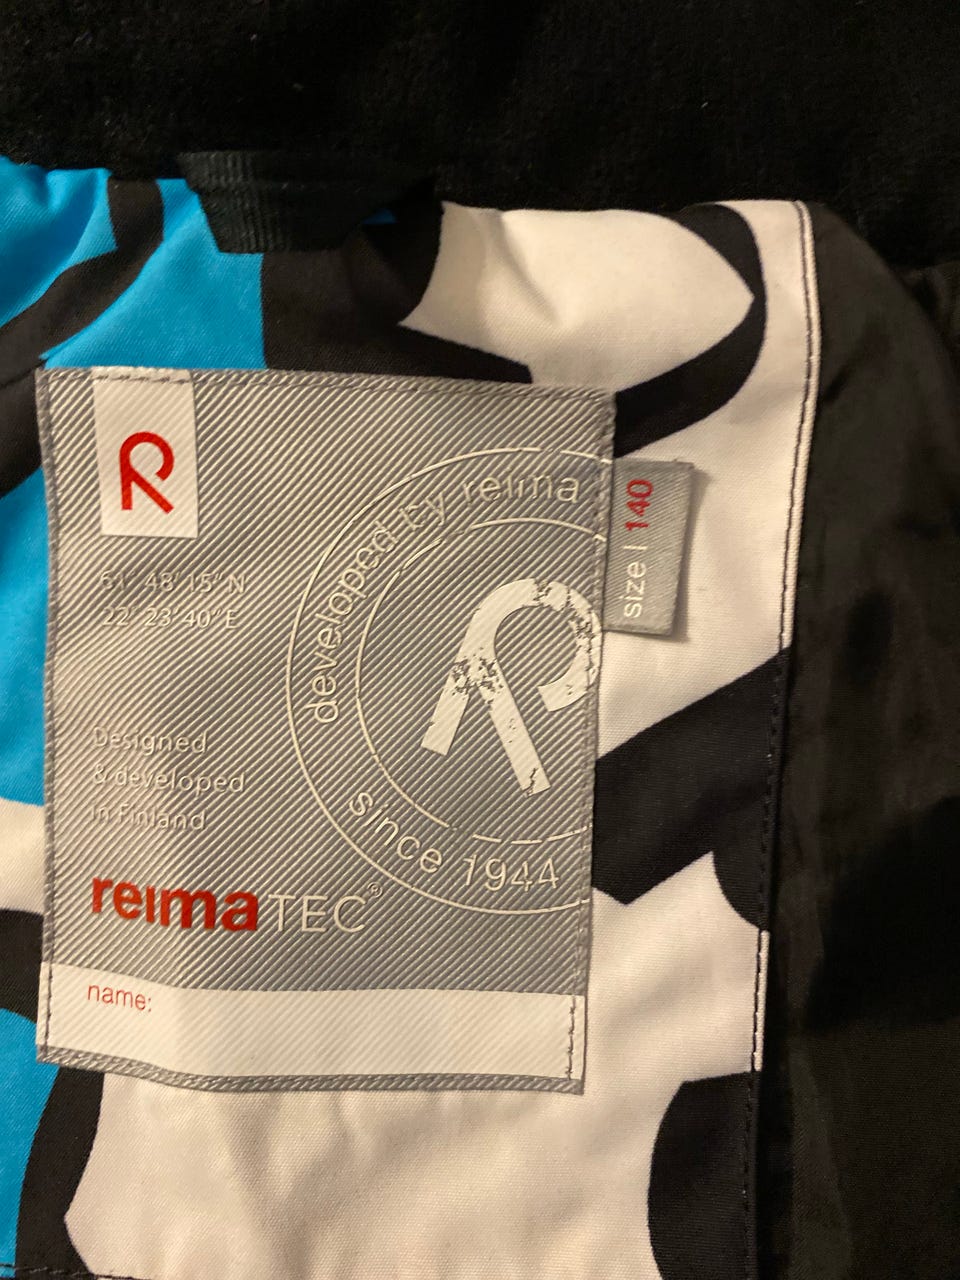 R
61° 48' 15" N
22° 23' 40" E
developed by reima
since 1944
size | 140
Designed
& developed
in Finland
reimaTEC®
name: